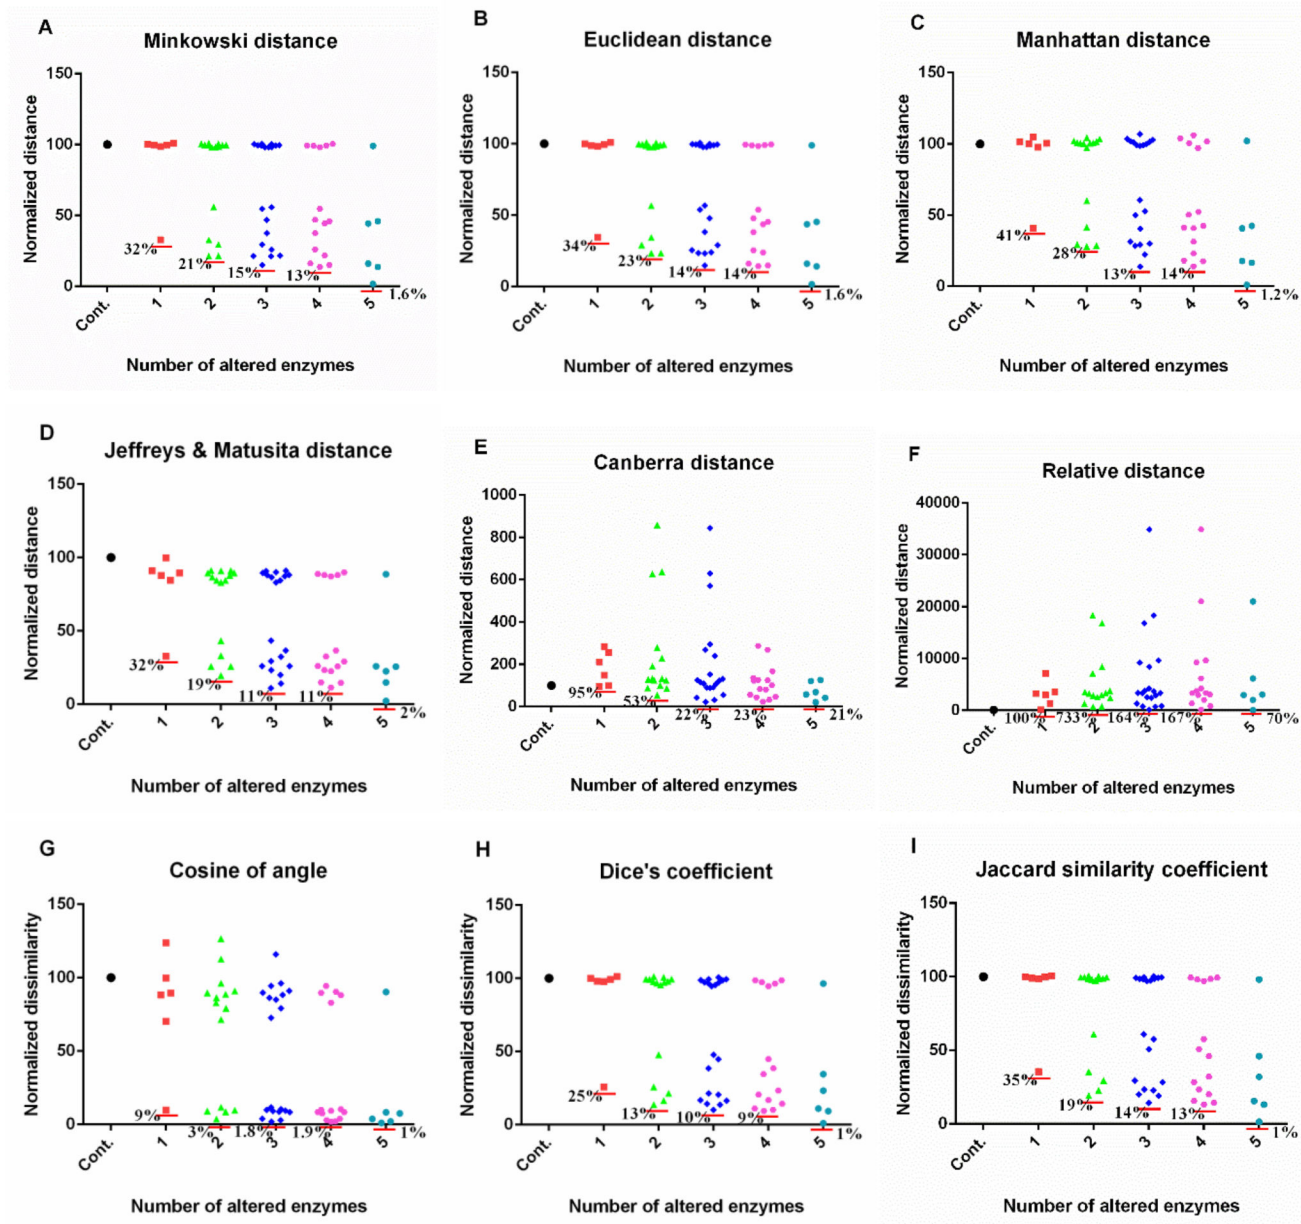 A
Minkowski distance
Normalized distance
150
100
50
0
32%
21%
15%
13%
1.6%
Cont.
1
2
3
4
5
Number of altered enzymes
B
Euclidean distance
Normalized distance
150
100
50
0
34%
23%
14%
14%
1.6%
Cont.
1
2
3
4
5
Number of altered enzymes
C
Manhattan distance
Normalized distance
150
100
50
0
41%
28%
13%
14%
1.2%
Cont.
1
2
3
4
5
Number of altered enzymes
D
Jeffreys & Matusita distance
Normalized distance
150
100
50
0
32%
19%
11%
11%
2%
Cont.
1
2
3
4
5
Number of altered enzymes
E
Canberra distance
Normalized distance
1000
800
600
400
200
0
95%
53%
22%
23%
21%
Cont.
1
2
3
4
5
Number of altered enzymes
F
Relative distance
Normalized distance
40000
30000
20000
10000
0
100%
733%
164%
167%
70%
Cont.
1
2
3
4
5
Number of altered enzymes
G
Cosine of angle
Normalized dissimilarity
150
100
50
0
9%
3%
1.8%
1.9%
1%
Cont.
1
2
3
4
5
Number of altered enzymes
H
Dice's coefficient
Normalized dissimilarity
150
100
50
0
25%
13%
10%
9%
1%
Cont.
1
2
3
4
5
Number of altered enzymes
I
Jaccard similarity coefficient
Normalized dissimilarity
150
100
50
0
35%
19%
14%
13%
1%
Cont.
1
2
3
4
5
Number of altered enzymes